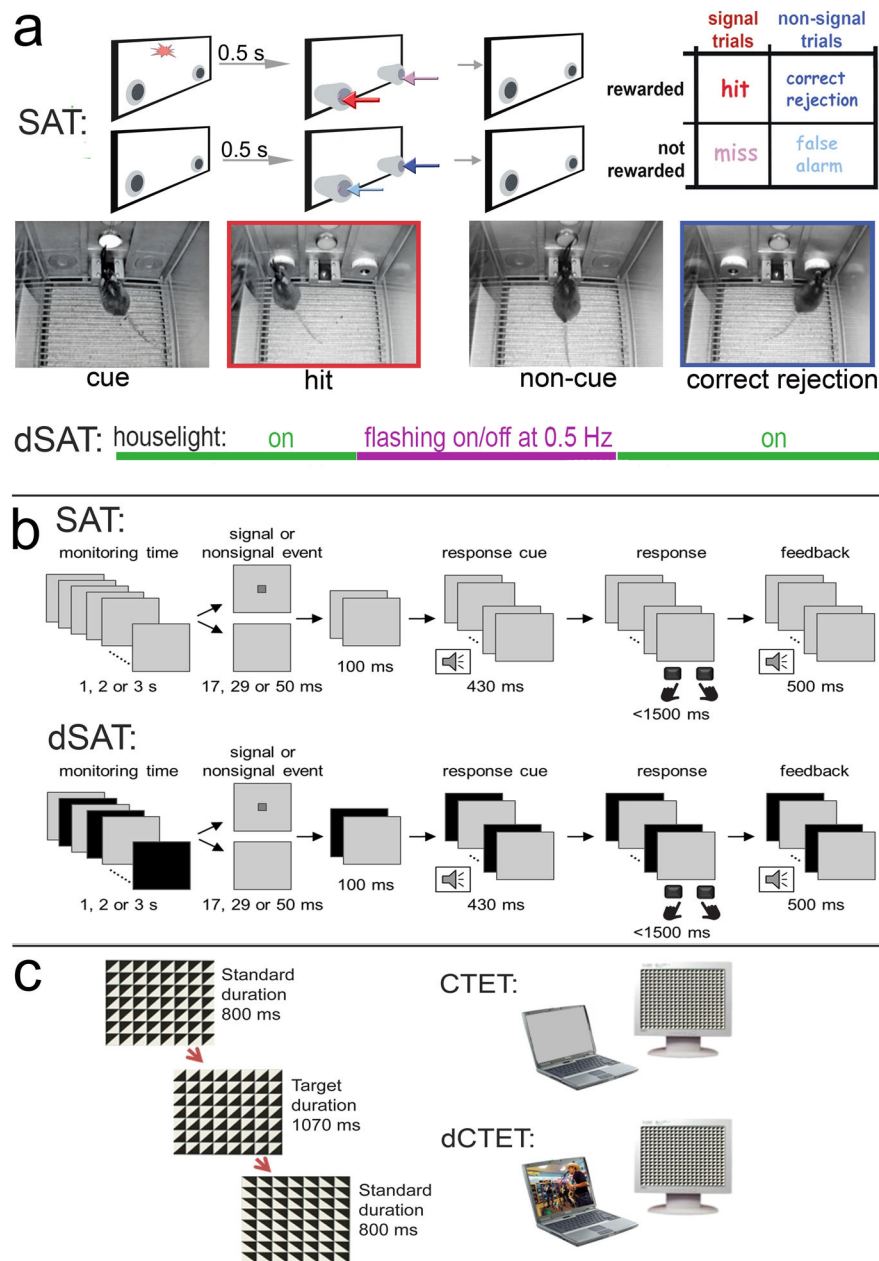 a
signal trials
non-signal trials
SAT:
0.5 s
0.5 s
rewarded
hit
correct rejection
not rewarded
miss
false alarm
cue
hit
non-cue
correct rejection
dSAT:
houselight:
on
flashing on/off at 0.5 Hz
on
b
SAT:
monitoring time
signal or
nonsignal event
response cue
response
feedback
1, 2 or 3 s
17, 29 or 50 ms
100 ms
430 ms
<1500 ms
500 ms
dSAT:
monitoring time
signal or
nonsignal event
response cue
response
feedback
1, 2 or 3 s
17, 29 or 50 ms
100 ms
430 ms
<1500 ms
500 ms
c
Standard
duration
800 ms
Target
duration
1070 ms
Standard
duration
800 ms
CTET:
dCTET: